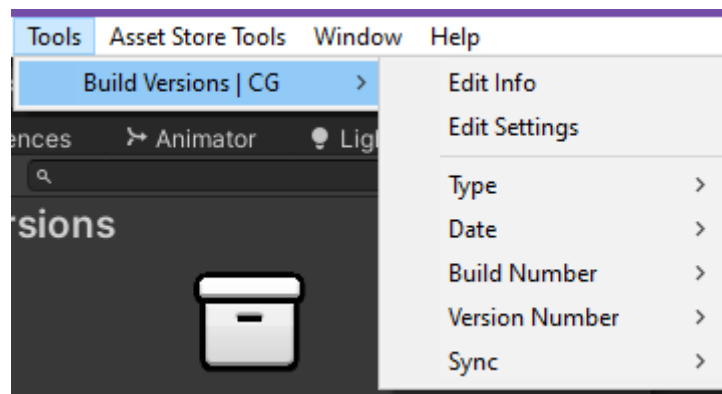 Tools Asset Store Tools Window Help
Build Versions | CG
Edit Info
Edit Settings
ences Animator Ligl
rsions
Type
Date
Build Number
Version Number
Sync